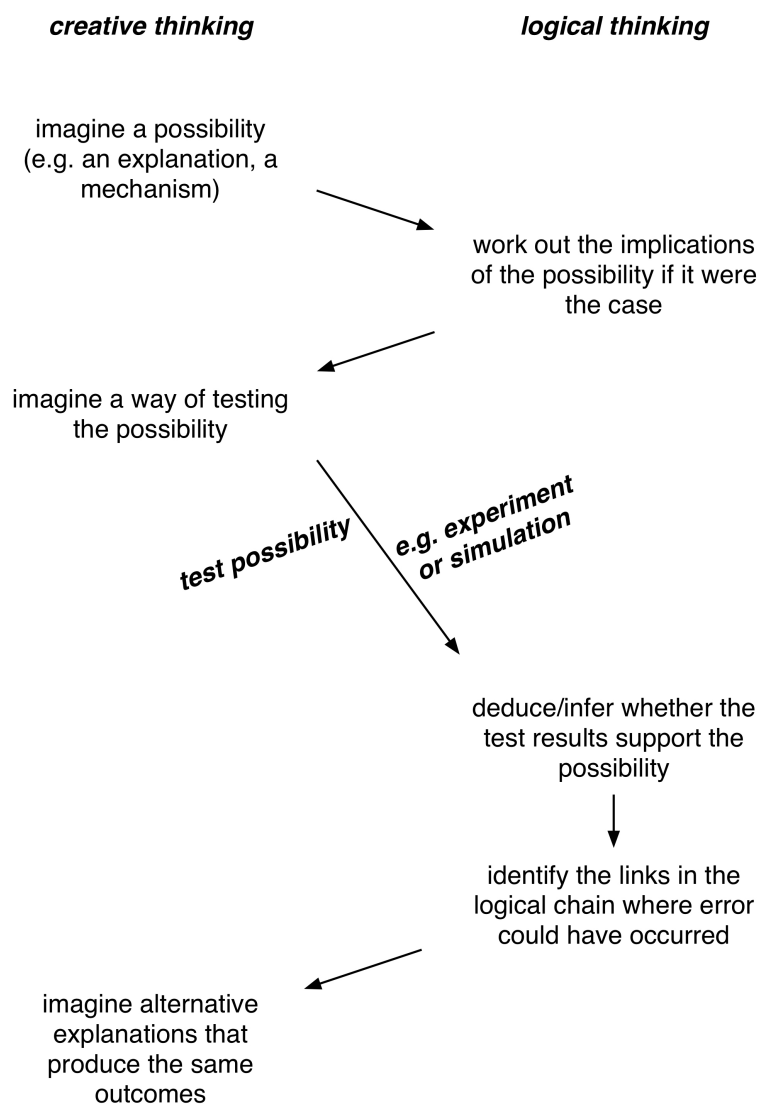 creative thinking
logical thinking
imagine a possibility
(e.g. an explanation, a
mechanism)
work out the implications
of the possibility if it were
the case
imagine a way of testing
the possibility
test possibility
e.g. experiment
or simulation
deduce/infer whether the
test results support the
possibility
identify the links in the
logical chain where error
could have occurred
imagine alternative
explanations that
produce the same
outcomes